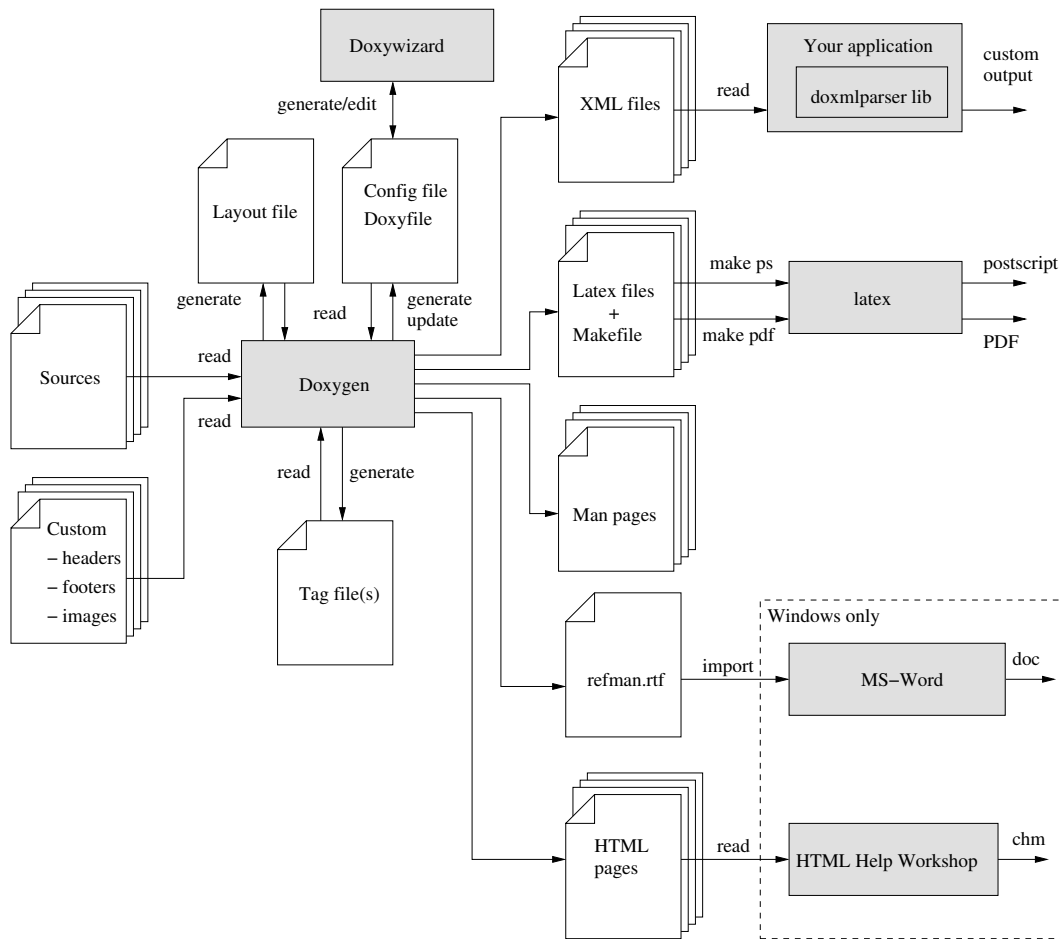 Doxywizard
generate/edit
Layout file
Config file
Doxyfile
generate
read
generate
update
Sources
read
Doxygen
read
Custom
− headers
− footers
− images
read
generate
Tag file(s)
XML files
read
Your application
doxmlparser lib
custom
output
Latex files
+
Makefile
make ps
make pdf
latex
postscript
PDF
Man pages
refman.rtf
import
Windows only
MS−Word
doc
HTML
pages
read
HTML Help Workshop
chm